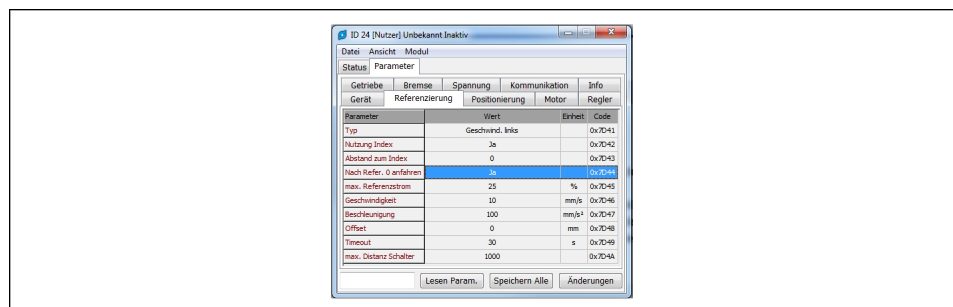 ID 24 [Nutzer] Unbekannt Inaktiv
Datei Ansicht Modul
Status Parameter
Getriebe Bremse Spannung Kommunikation Info
Gerät Referenzierung Positionierung Motor Regler
Parameter Wert Einheit Code
Typ Geschwind. links 0x7D41
Nutzung Index Ja 0x7D42
Abstand zum Index 0 0x7D43
Nach Refer. 0 anfahren Ja 0x7D44
max. Referenzstrom 25 % 0x7D45
Geschwindigkeit 10 mm/s 0x7D46
Beschleunigung 100 mm/s² 0x7D47
Offset 0 mm 0x7D48
Timeout 30 s 0x7D49
max. Distanz Schalter 1000 0x7D4A
Lesen Param. Speichern Alle Änderungen